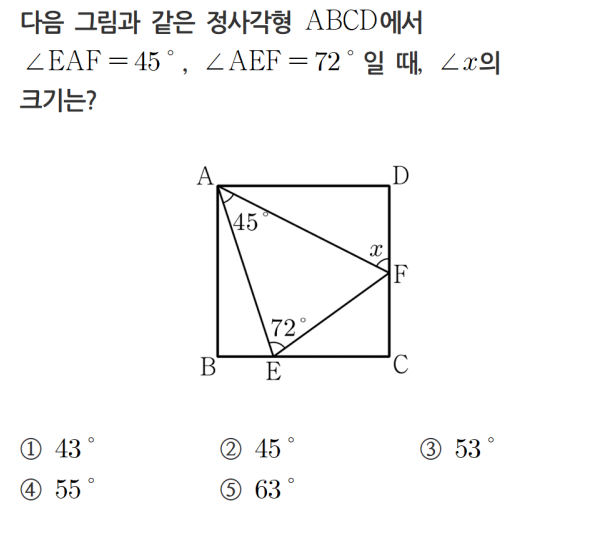 다음 그림과 같은 정사각형 ABCD에서
∠EAF=45°, ∠AEF=72°일 때, ∠x의
크기는?
A
D
45°
x
F
72°
B
E
C
① 43° ② 45° ③ 53°
④ 55° ⑤ 63°